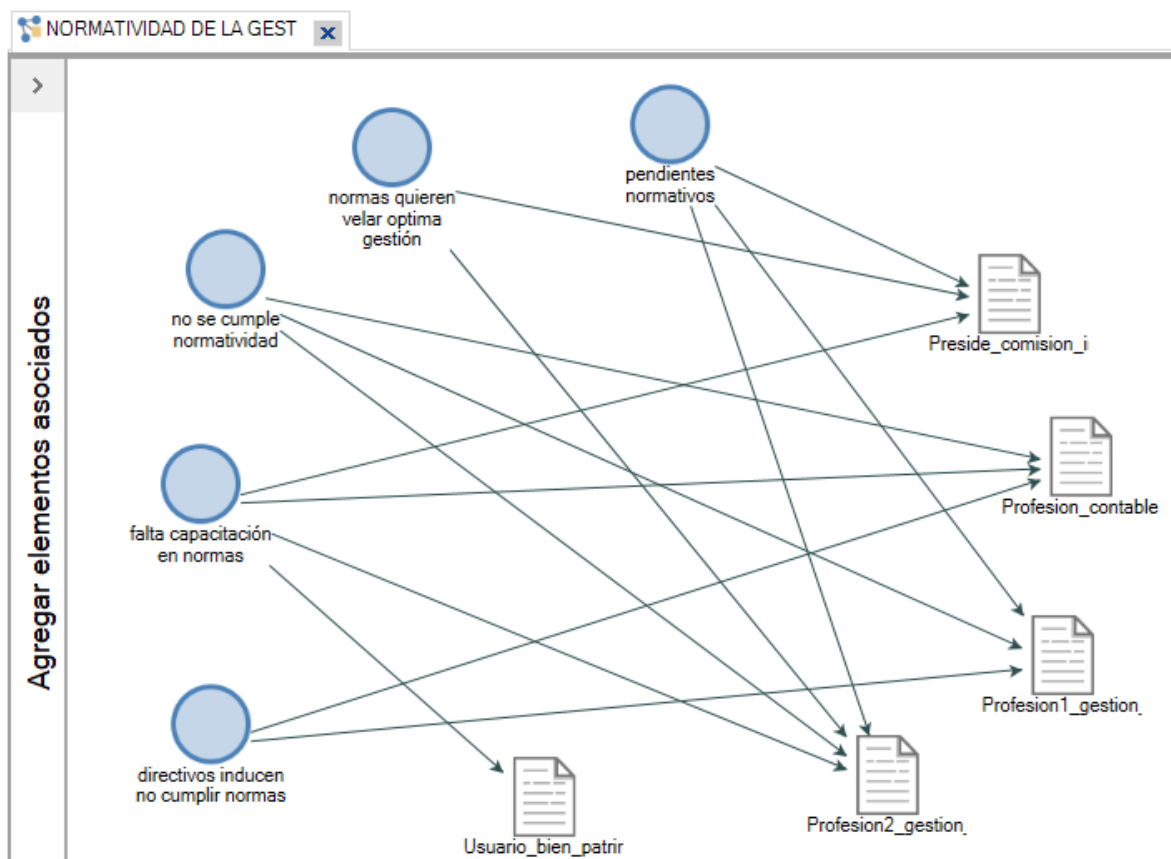 NORMATIVIDAD DE LA GEST
Agregar elementos asociados
pendientes
normativos
normas quieren
velar optima
gestión
no se cumple
normatividad
Preside_comision_i
falta capacitación
en normas
Profesion_contable
Profesion1_gestion_
directivos inducen
no cumplir normas
Profesion2_gestion_
Usuario_bien_patrir